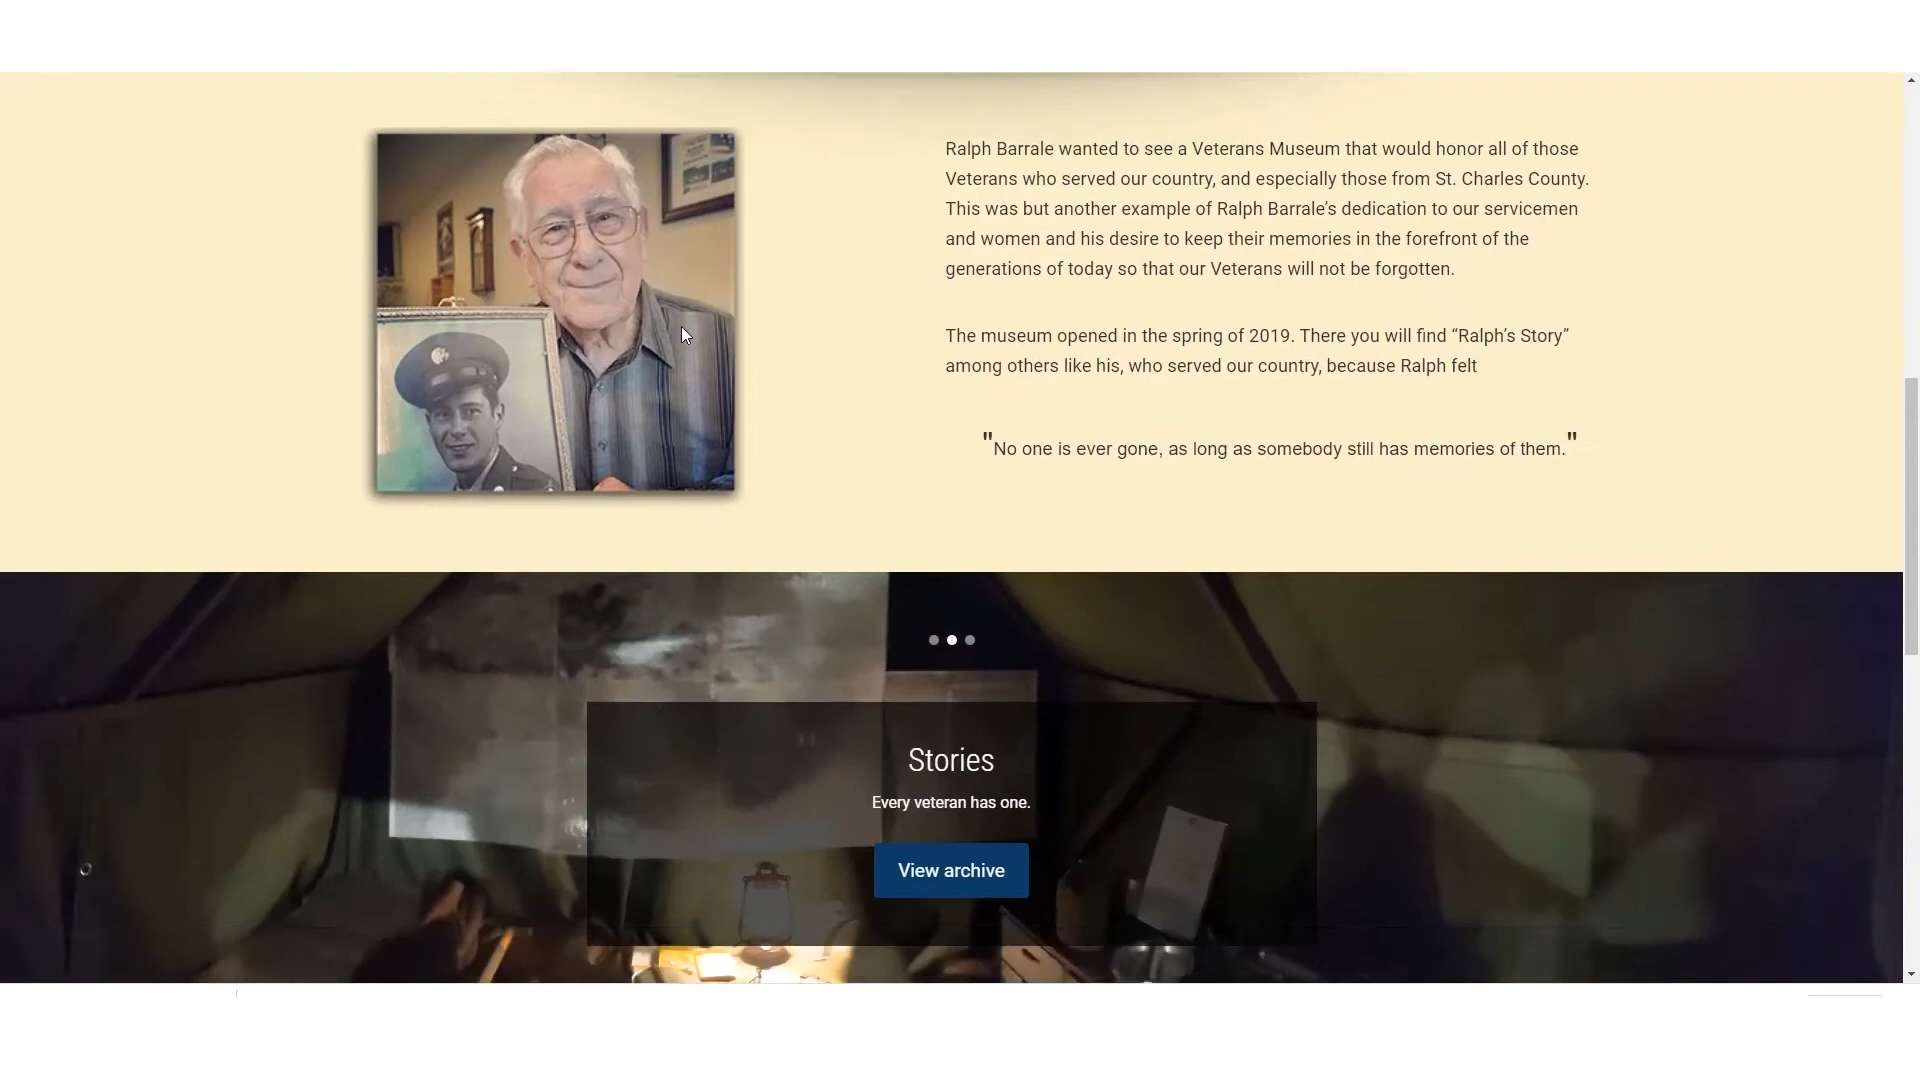 Ralph Barrale wanted to see a Veterans Museum that would honor all of those
Veterans who served our country, and especially those from St. Charles County.
This was but another example of Ralph Barrale’s dedication to our servicemen
and women and his desire to keep their memories in the forefront of the
generations of today so that our Veterans will not be forgotten.
The museum opened in the spring of 2019. There you will find “Ralph’s Story”
among others like his, who served our country, because Ralph felt
"No one is ever gone, as long as somebody still has memories of them."
Stories
Every veteran has one.
View archive